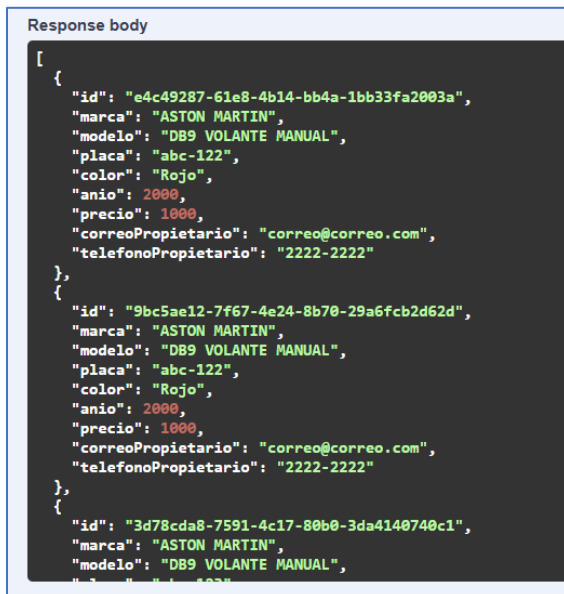 Response body
[
{
"id": "e4c49287-61e8-4b14-bb4a-1bb33fa2003a",
"marca": "ASTON MARTIN",
"modelo": "DB9 VOLANTE MANUAL",
"placa": "abc-122",
"color": "Rojo",
"anio": 2000,
"precio": 1000,
"correoPropietario": "correo@correo.com",
"telefonoPropietario": "2222-2222"
},
{
"id": "9bc5ae12-7f67-4e24-8b70-29a6fcb2d62d",
"marca": "ASTON MARTIN",
"modelo": "DB9 VOLANTE MANUAL",
"placa": "abc-122",
"color": "Rojo",
"anio": 2000,
"precio": 1000,
"correoPropietario": "correo@correo.com",
"telefonoPropietario": "2222-2222"
},
{
"id": "3d78cda8-7591-4c17-80b0-3da4140740c1",
"marca": "ASTON MARTIN",
"modelo": "DB9 VOLANTE MANUAL",